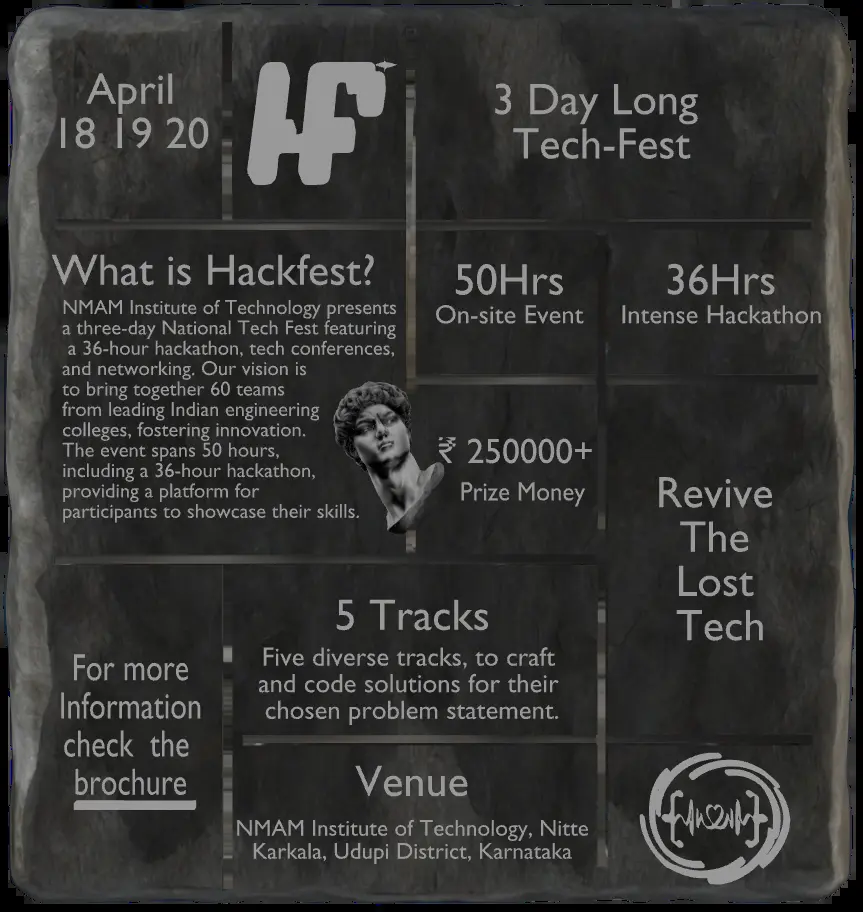 April
18 19 20
HF
3 Day Long
Tech-Fest
What is Hackfest?
NMAM Institute of Technology presents
a three-day National Tech Fest featuring
a 36-hour hackathon, tech conferences,
and networking. Our vision is
to bring together 60 teams
from leading Indian engineering
colleges, fostering innovation.
The event spans 50 hours,
including a 36-hour hackathon,
providing a platform for
participants to showcase their skills.
50Hrs
On-site Event
36Hrs
Intense Hackathon
₹ 250000+
Prize Money
Revive
The
Lost
Tech
5 Tracks
Five diverse tracks, to craft
and code solutions for their
chosen problem statement.
For more
Information
check the
brochure
Venue
NMAM Institute of Technology, Nitte
Karkala, Udupi District, Karnataka